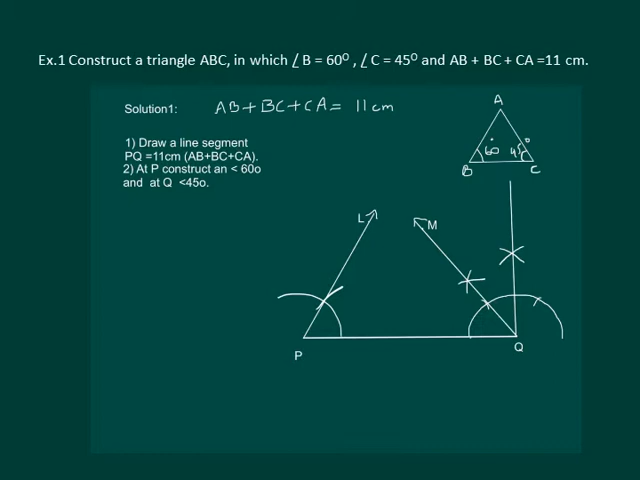 Ex.1 Construct a triangle ABC, in which ∠B = 60⁰ , ∠C = 45⁰ and AB + BC + CA =11 cm.
Solution1: AB+BC+CA= 11cm
1) Draw a line segment
PQ =11cm (AB+BC+CA).
2) At P construct an < 60o
and at Q <45o.
A
60° 45°
B C
L M
P Q